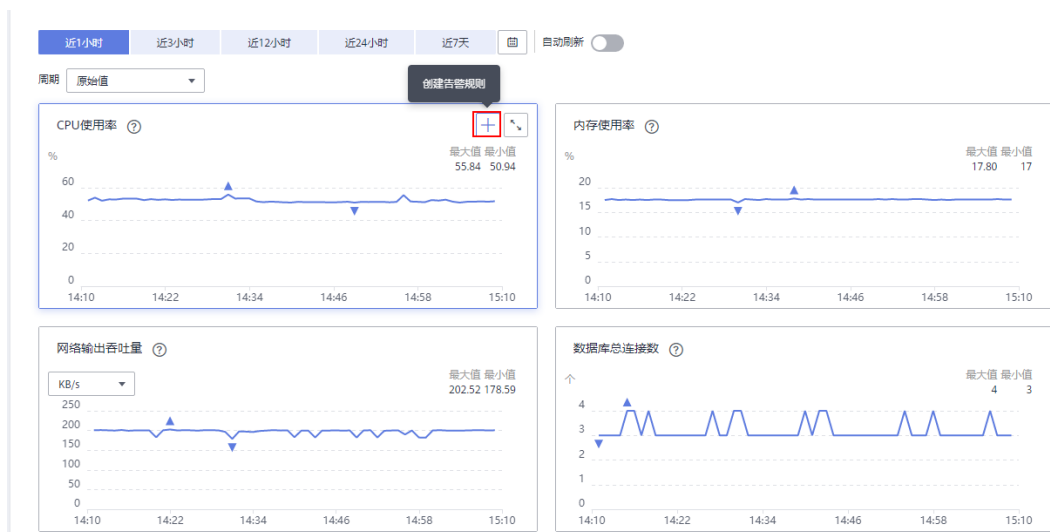 近1小时 近3小时 近12小时 近24小时 近7天 自动刷新
周期 原始值
创建告警规则
CPU使用率 ?
%
最大值 最小值
55.84 50.94
60
40
20
0
14:10 14:22 14:34 14:46 14:58 15:10
内存使用率 ?
%
最大值 最小值
17.80 17
20
15
10
5
0
14:10 14:22 14:34 14:46 14:58 15:10
网络输出吞吐量 ?
KB/s
最大值 最小值
202.52 178.59
250
200
150
100
50
0
14:10 14:22 14:34 14:46 14:58 15:10
数据库总连接数 ?
个
最大值 最小值
4 3
4
3
2
1
0
14:10 14:22 14:34 14:46 14:58 15:10